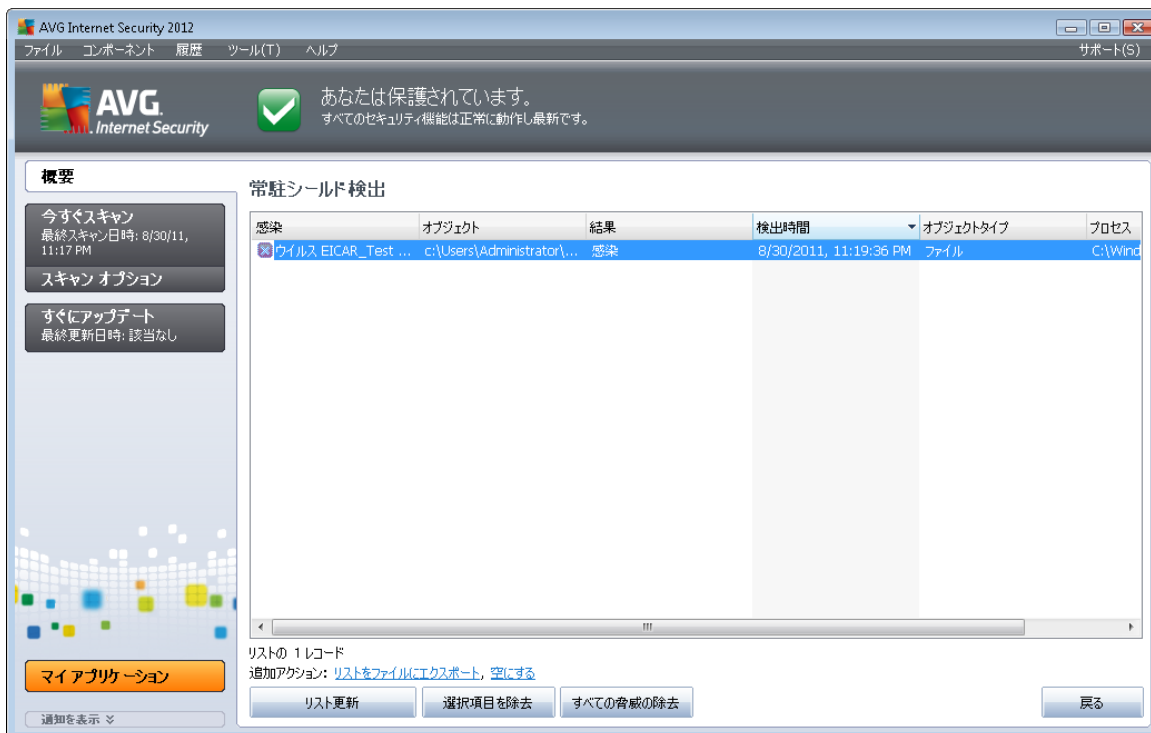 AVG Internet Security 2012
ファイル コンポーネント 履歴 ツール(T) ヘルプ サポート(S)
AVG.
Internet Security
あなたは保護されています。
すべてのセキュリティ機能は正常に動作し最新です。
概要
今すぐスキャン
最終スキャン日時: 8/30/11,
11:17 PM
スキャン オプション
すぐにアップデート
最終更新日時: 該当なし
マイ アプリケーション
通知を表示
常駐シールド検出
感染 オブジェクト 結果 検出時間 オブジェクトタイプ プロセス
ウイルス EICAR_Test ... c:\Users\Administrator\... 感染 8/30/2011, 11:19:36 PM ファイル C:\Wind
リストの 1 レコード
追加アクション: リストをファイルにエクスポート, 空にする
リスト更新 選択項目を除去 すべての脅威の除去 戻る